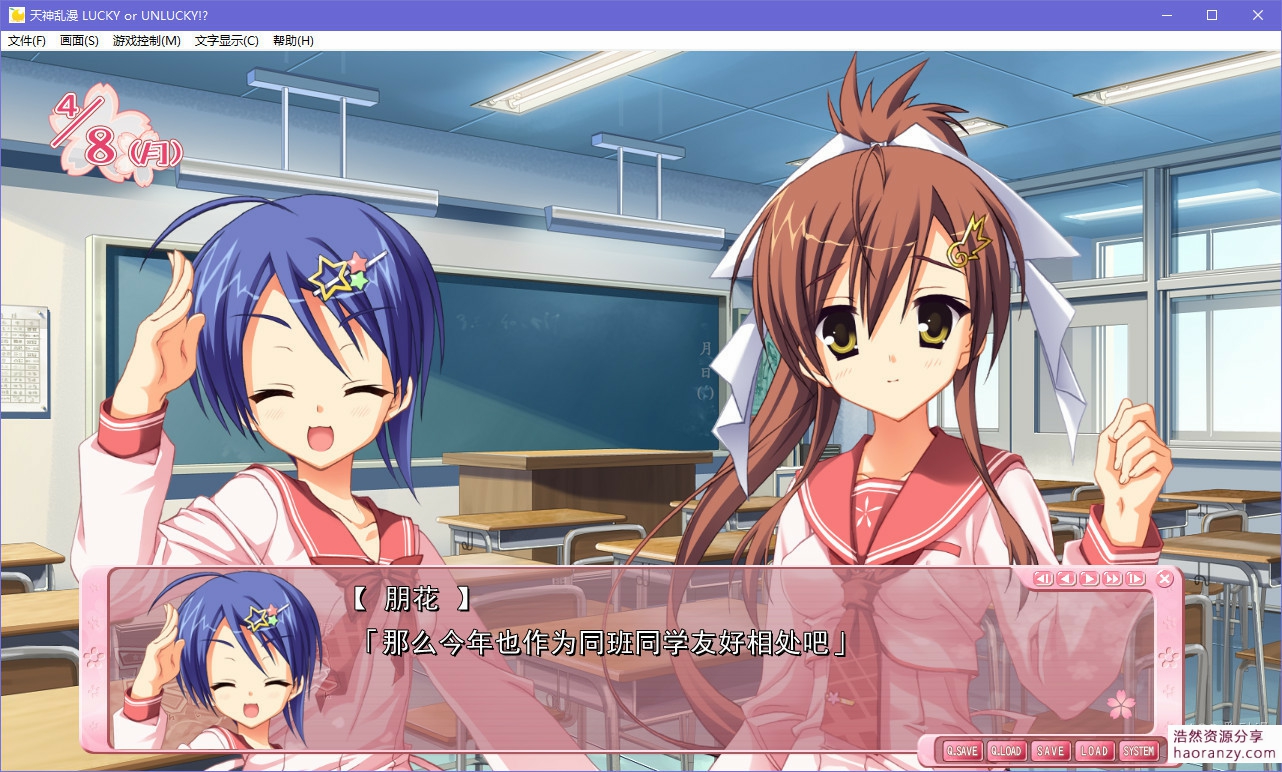 天神乱漫 LUCKY or UNLUCKY!?
文件(F) 画面(S) 游戏控制(M) 文字显示(C) 帮助(H)
4/8(月)
月
日
【 朋花 】
「那么今年也作为同班同学友好相处吧」
Q.SAVE Q.LOAD SAVE LOAD SYSTEM
浩然资源分享
haoranzy.com